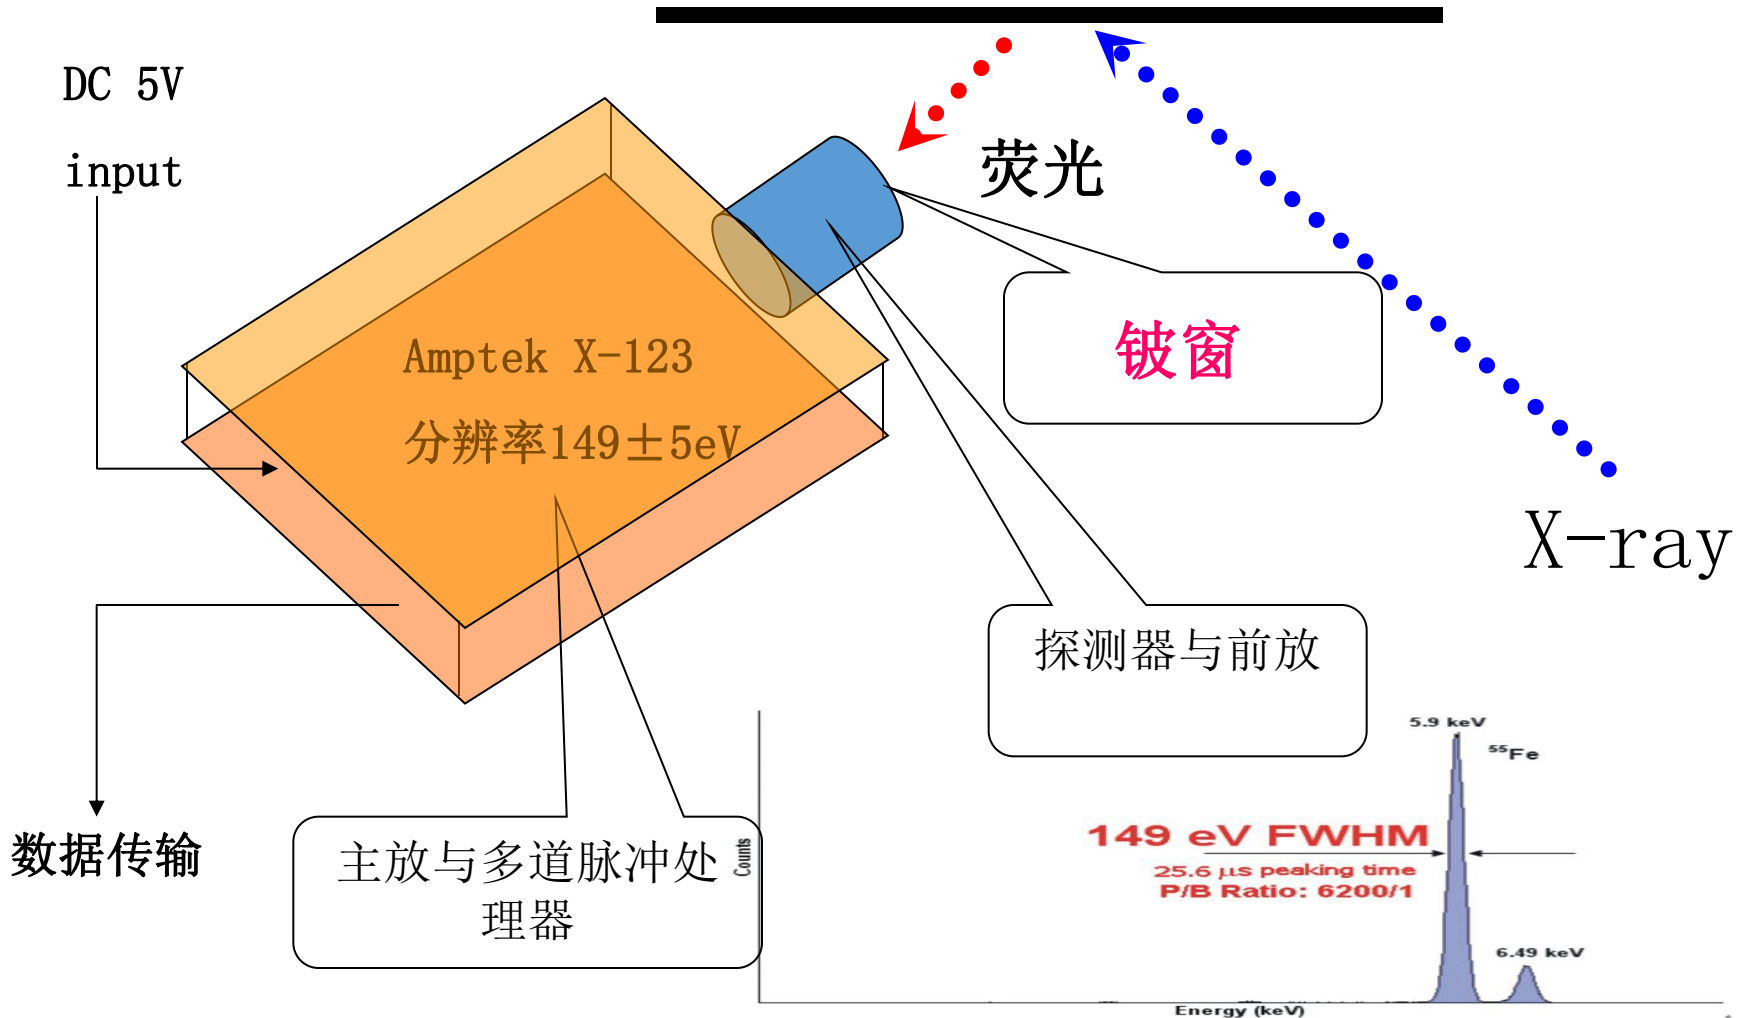 DC 5V
input
荧光
铍窗
Amptek X-123
分辨率149±5eV
X-ray
探测器与前放
数据传输
主放与多道脉冲处
理器
5.9 keV
55Fe
149 eV FWHM
25.6 μs peaking time
P/B Ratio: 6200/1
Counts
6.49 keV
Energy (keV)